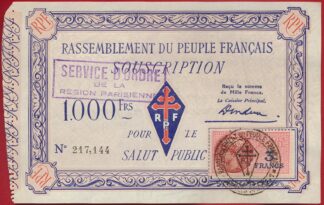 RPF
RPF
RASSEMBLEMENT DU PEUPLE FRANÇAIS
SOUSCRIPTION
SERVICE D'ORDRE
DE LA
RÉGION PARISIENNE
Reçu la somme
de Mille Francs.
Le Caissier Principal,
1.000 FRS
R P F
POUR LE
SALUT PUBLIC
N° 217,144
3
FRANCS
RPF
RPF